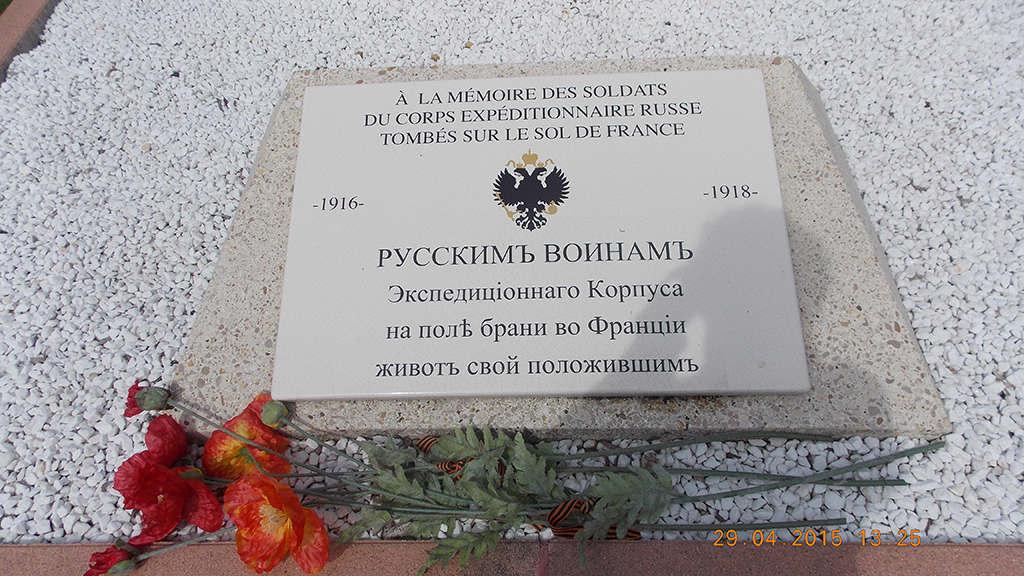 À LA MÉMOIRE DES SOLDATS
DU CORPS EXPÉDITIONNAIRE RUSSE
TOMBÉS SUR LE SOL DE FRANCE
-1916- -1918-
РУССКИМЪ ВОИНАМЪ
Экспедиціоннаго Корпуса
на полѣ брани во Франціи
животъ свой положившимъ
29.04.2015 13:25